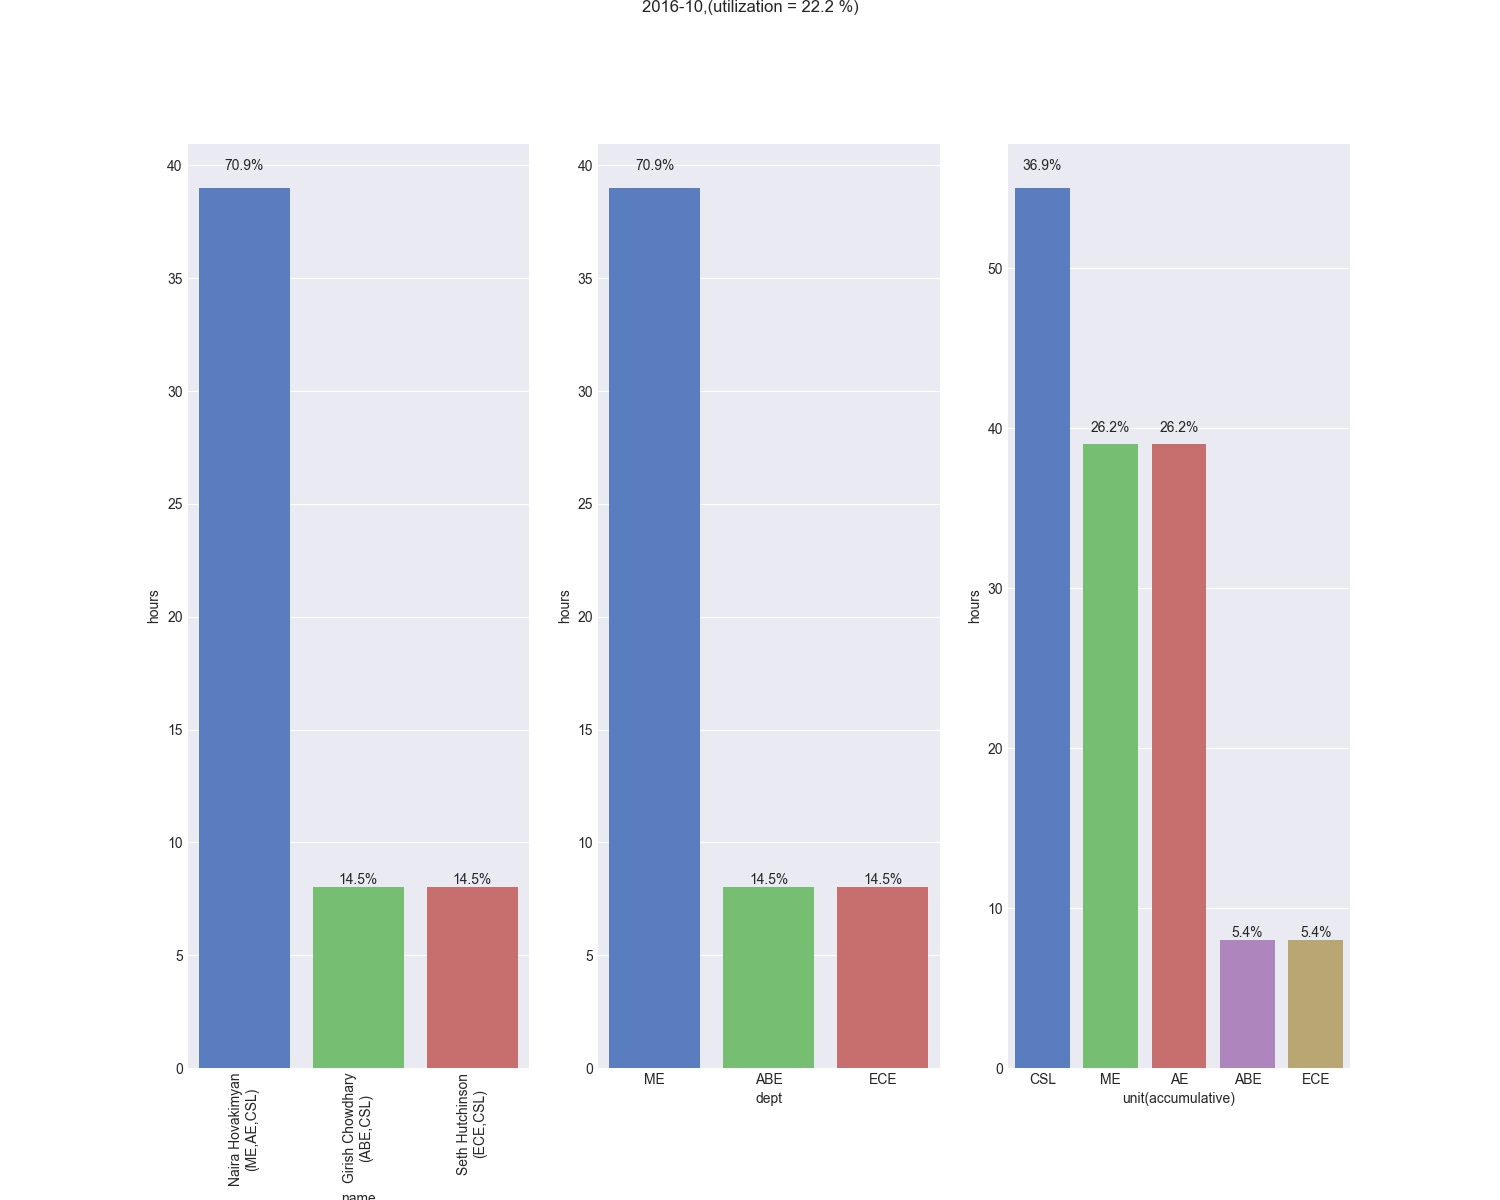 2016-10,(utilization = 22.2 %)
40
35
30
25
20
15
10
5
0
hours
70.9%
14.5%
14.5%
Naira Hovakimyan
(ME,AE,CSL)
Girish Chowdhary
(ABE,CSL)
Seth Hutchinson
(ECE,CSL)
name
40
35
30
25
20
15
10
5
0
hours
70.9%
14.5%
14.5%
ME
ABE
ECE
dept
50
40
30
20
10
0
hours
36.9%
26.2%
26.2%
5.4%
5.4%
CSL
ME
AE
ABE
ECE
unit(accumulative)